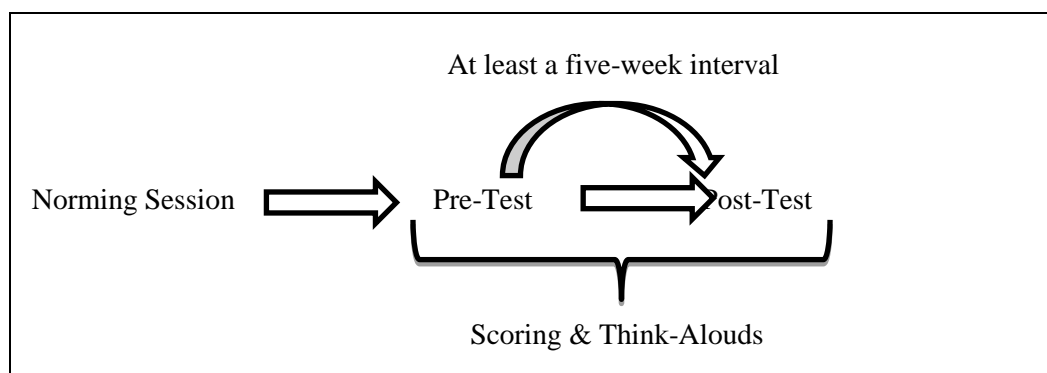 At least a five-week interval
Norming Session Pre-Test Post-Test
Scoring & Think-Alouds